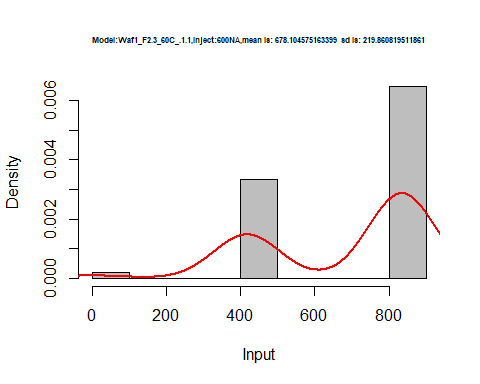 Model:Waf1_F2.3_60C_.1.1,Inject:600NA,mean is: 678.104575163399 sd is: 219.860819511861
Density
0.000 0.002 0.004 0.006
0 200 400 600 800
Input